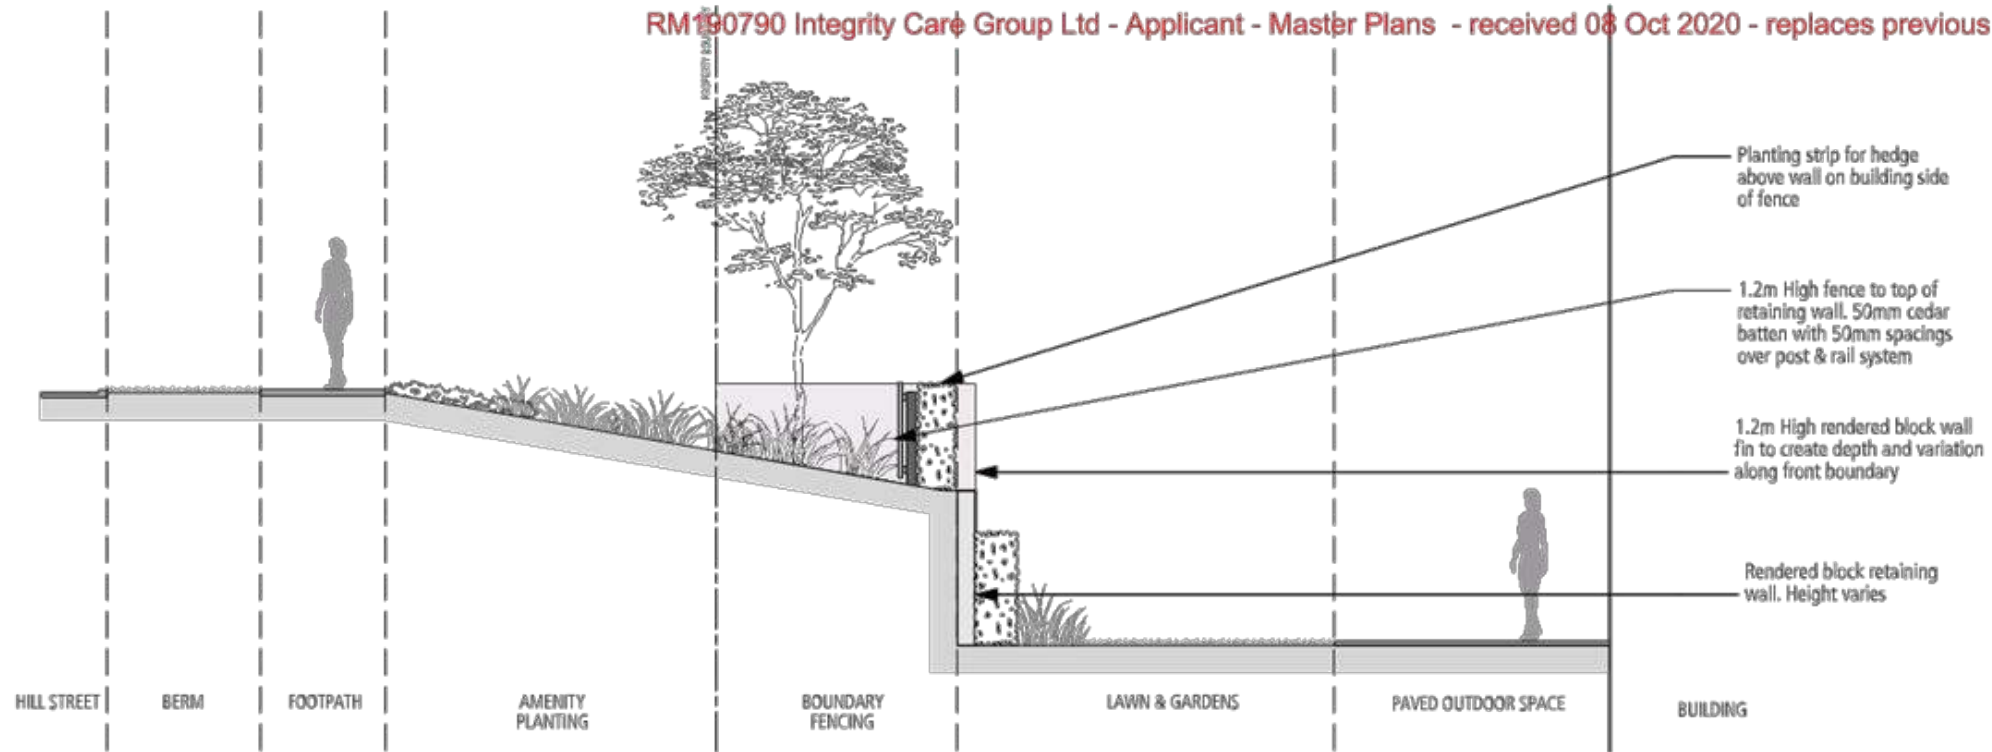 RM190790 Integrity Care Group Ltd - Applicant - Master Plans - received 08 Oct 2020 - replaces previous
PROPERTY BOUNDARY
Planting strip for hedge
above wall on building side
of fence
1.2m High fence to top of
retaining wall. 50mm cedar
batten with 50mm spacings
over post & rail system
1.2m High rendered block wall
fin to create depth and variation
along front boundary
Rendered block retaining
wall. Height varies
HILL STREET
BERM
FOOTPATH
AMENITY
PLANTING
BOUNDARY
FENCING
LAWN & GARDENS
PAVED OUTDOOR SPACE
BUILDING